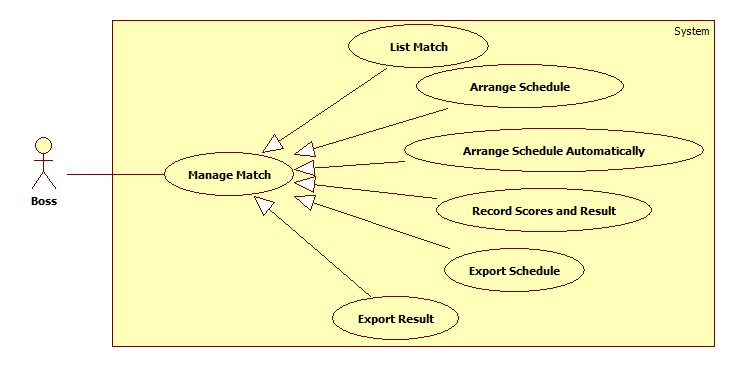 System
List Match
Arrange Schedule
Arrange Schedule Automatically
Manage Match
Boss
Record Scores and Result
Export Schedule
Export Result